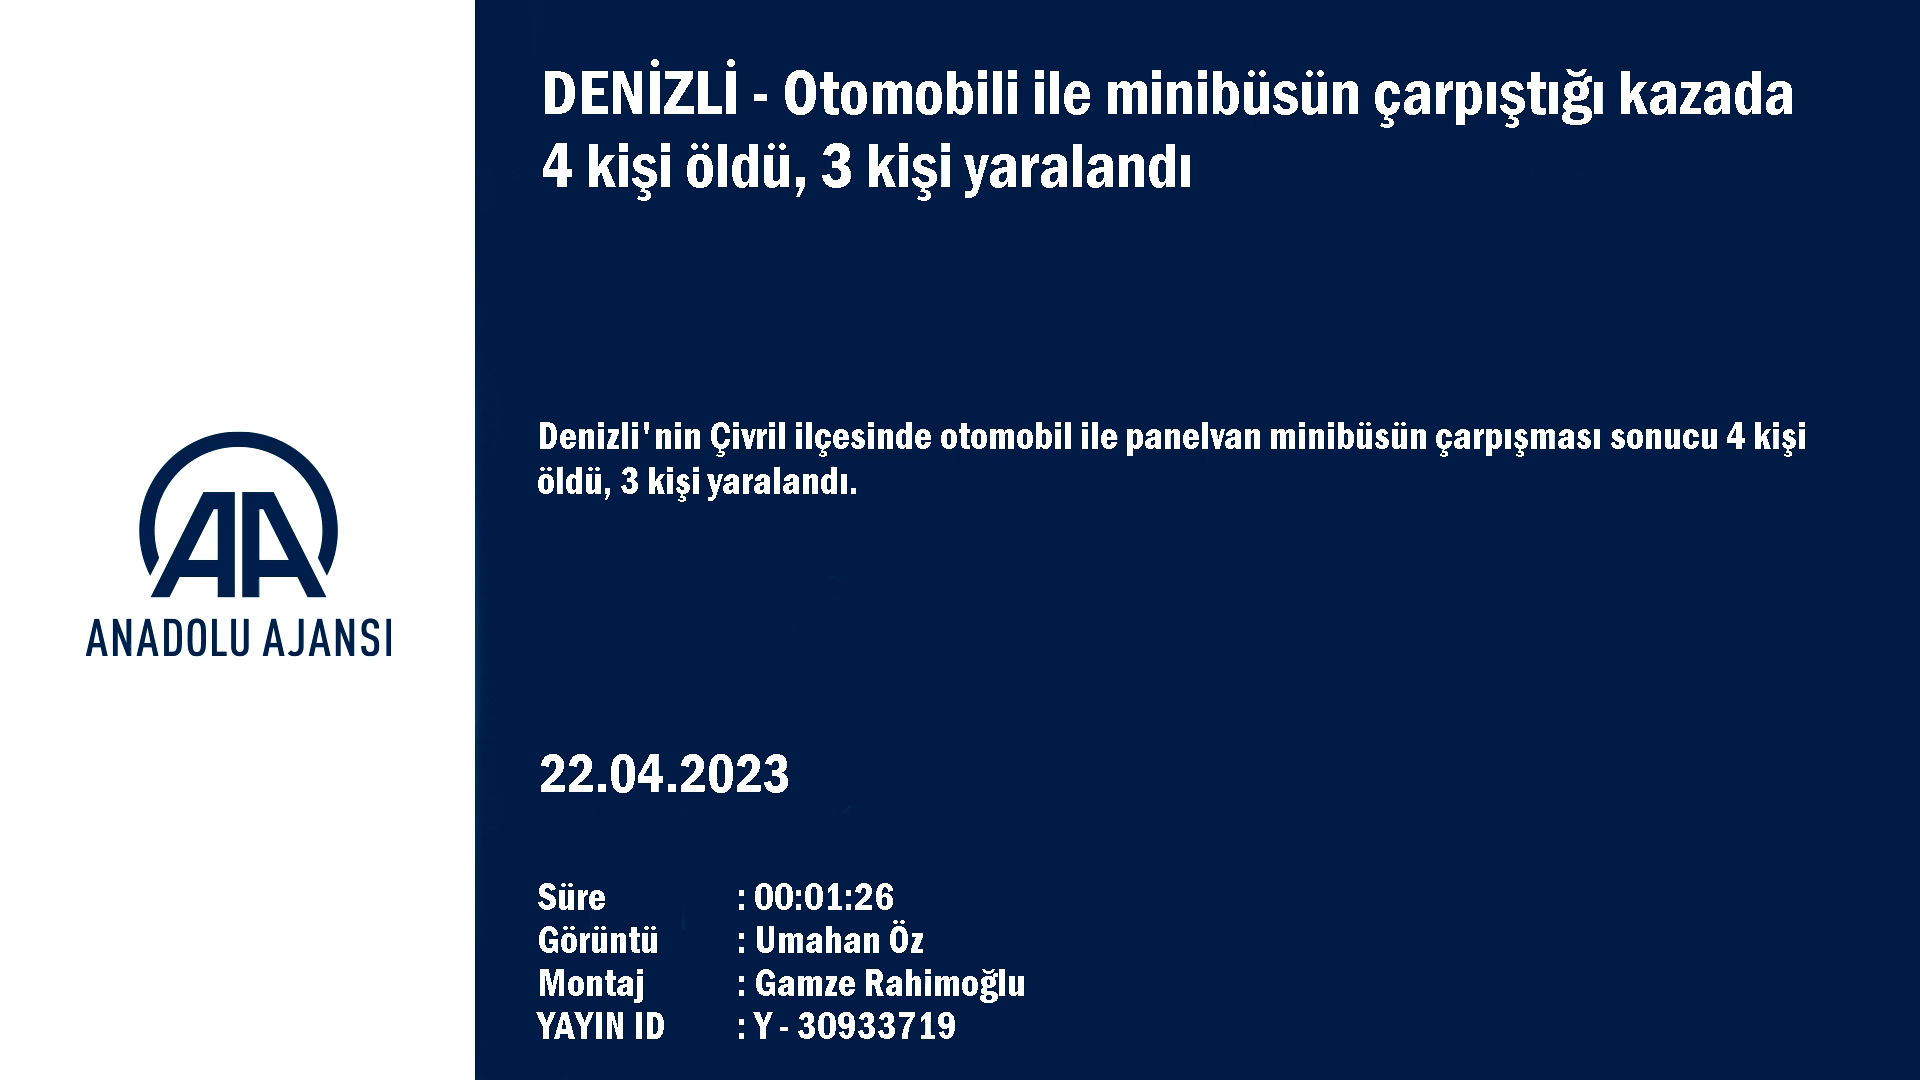 DENİZLİ - Otomobili ile minibüsün çarpıştığı kazada
4 kişi öldü, 3 kişi yaralandı
Denizli'nin Çivril ilçesinde otomobil ile panelvan minibüsün çarpışması sonucu 4 kişi
öldü, 3 kişi yaralandı.
AA
ANADOLU AJANSI
22.04.2023
Süre : 00:01:26
Görüntü : Umahan Öz
Montaj : Gamze Rahimoğlu
YAYIN ID : Y - 30933719